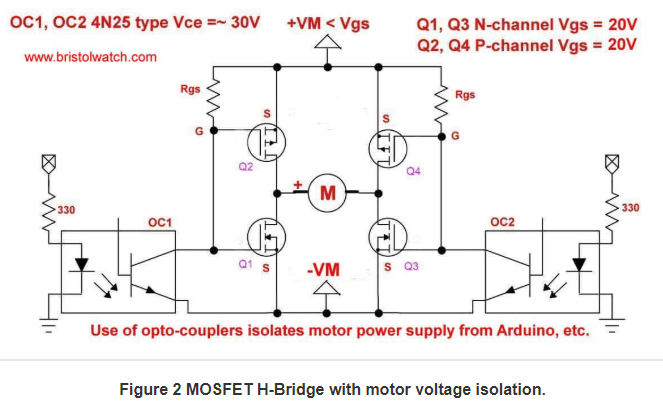 OC1, OC2 4N25 type Vce =~ 30V
+VM < Vgs
Q1, Q3 N-channel Vgs = 20V
Q2, Q4 P-channel Vgs = 20V
www.bristolwatch.com
Rgs
Rgs
S
S
G
G
Q2
Q4
+
M
330
330
OC1
OC2
Q1
S
-VM
S
Q3
Use of opto-couplers isolates motor power supply from Arduino, etc.
Figure 2 MOSFET H-Bridge with motor voltage isolation.